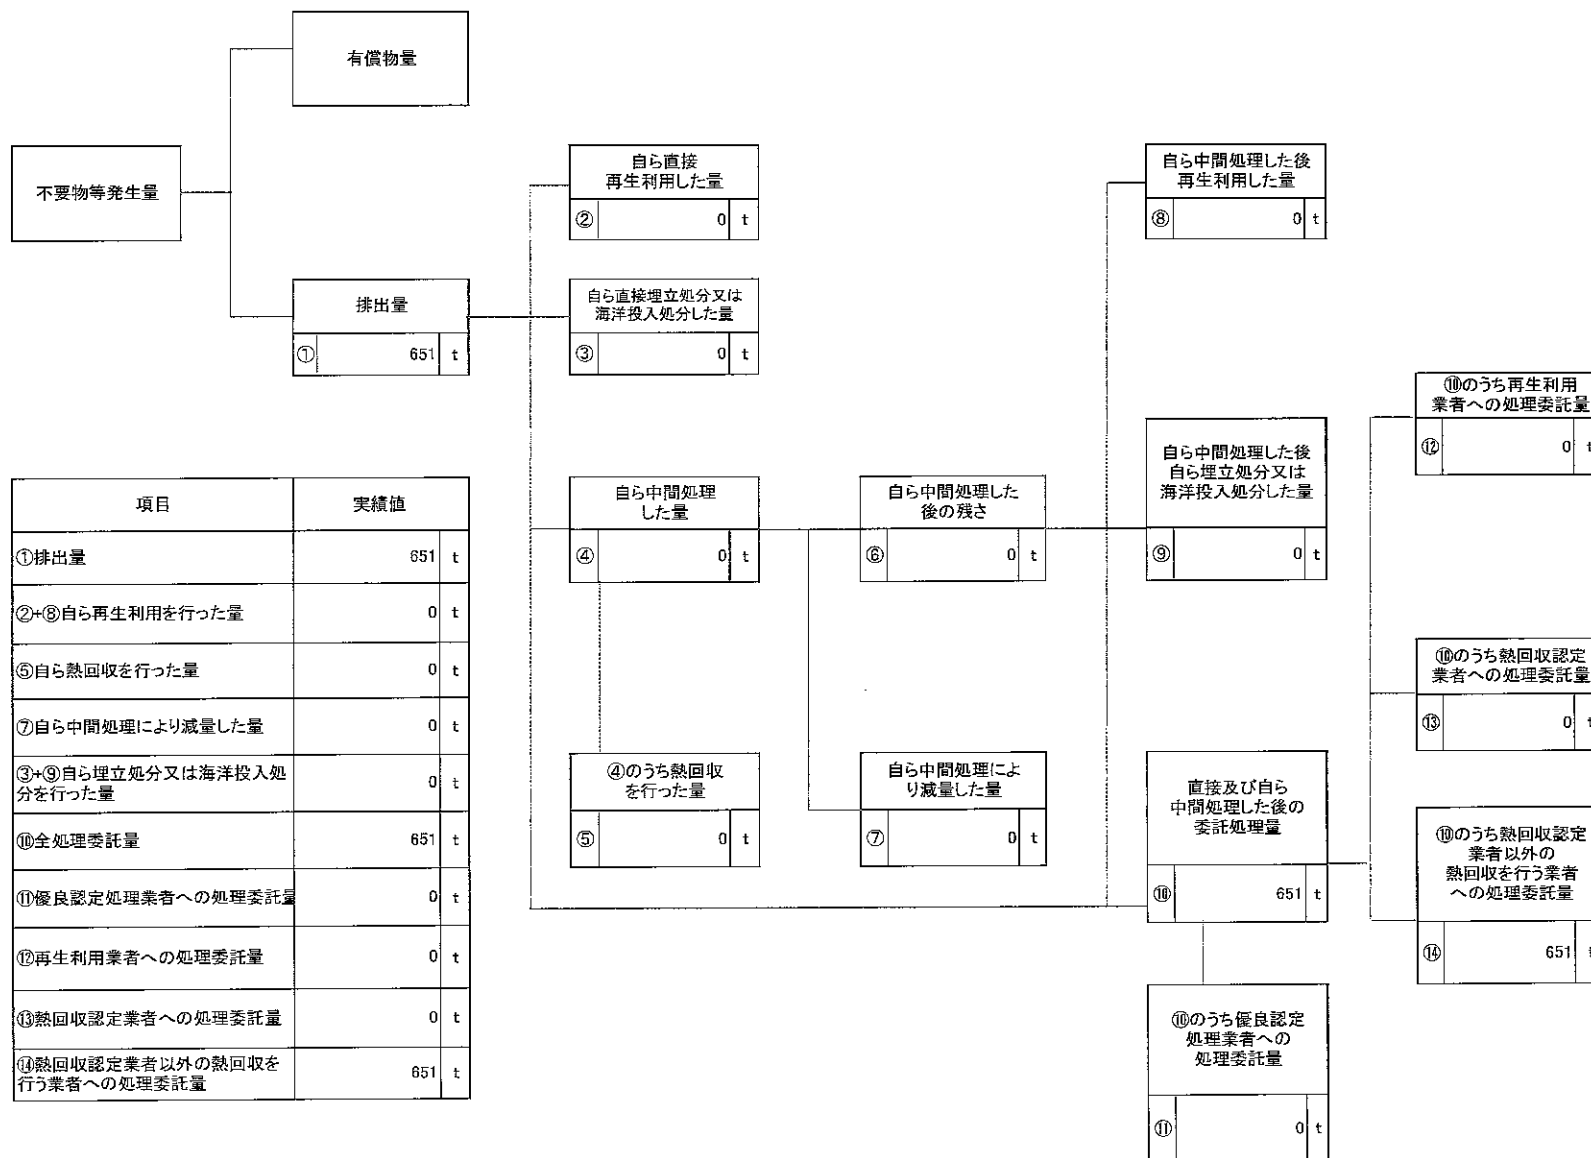 有償物量
不要物等発生量
排出量
① 651 t
自ら直接
再生利用した量
② 0 t
自ら直接埋立処分又は
海洋投入処分した量
③ 0 t
自ら中間処理
した量
④ 0 t
④のうち熱回収
を行った量
⑤ 0 t
自ら中間処理した
後の残さ
⑥ 0 t
自ら中間処理によ
り減量した量
⑦ 0 t
自ら中間処理した後
再生利用した量
⑧ 0 t
自ら中間処理した後
自ら埋立処分又は
海洋投入処分した量
⑨ 0 t
直接及び自ら
中間処理した後の
委託処理量
⑩ 651 t
⑩のうち優良認定
処理業者への
処理委託量
⑪ 0 t
⑩のうち再生利用
業者への処理委託量
⑫ 0 t
⑩のうち熱回収認定
業者への処理委託量
⑬ 0 t
⑩のうち熱回収認定
業者以外の
熱回収を行う業者
への処理委託量
⑭ 651 t
項目 実績値
①排出量 651 t
②+⑧自ら再生利用を行った量 0 t
⑤自ら熱回収を行った量 0 t
⑦自ら中間処理により減量した量 0 t
③+⑨自ら埋立処分又は海洋投入処
分を行った量 0 t
⑩全処理委託量 651 t
⑪優良認定処理業者への処理委託量 0 t
⑫再生利用業者への処理委託量 0 t
⑬熱回収認定業者への処理委託量 0 t
⑭熱回収認定業者以外の熱回収を
行う業者への処理委託量 651 t